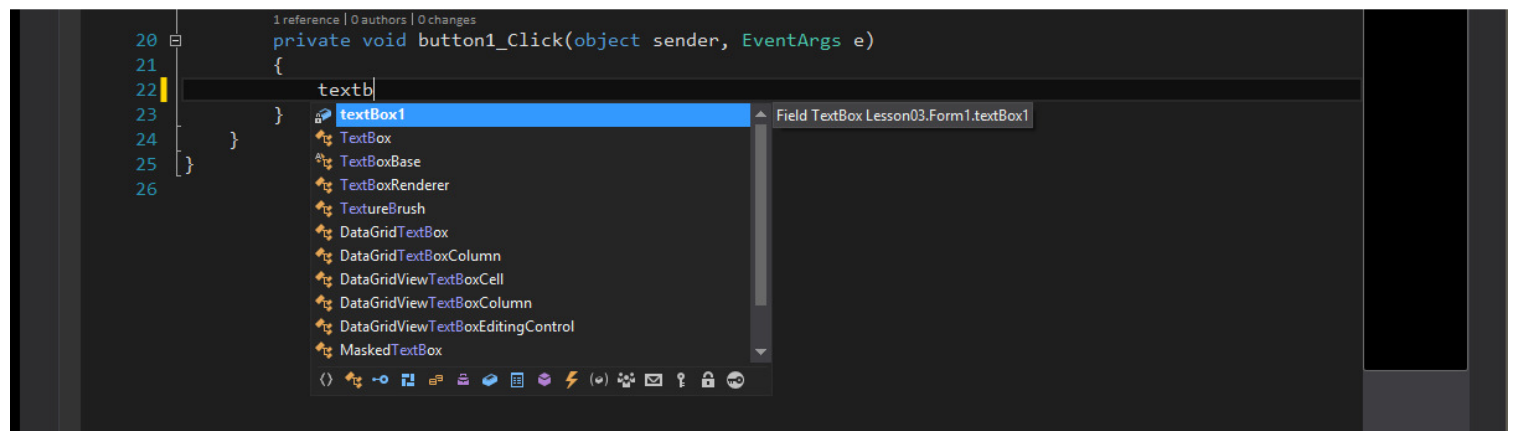 1 reference | 0 authors | 0 changes
20 private void button1_Click(object sender, EventArgs e)
21 {
22 textb
23 }
24 }
25 }
26
textBox1
Field TextBox Lesson03.Form1.textBox1
TextBox
TextBoxBase
TextBoxRenderer
TextureBrush
DataGridTextBox
DataGridTextBoxColumn
DataGridViewTextBoxCell
DataGridViewTextBoxColumn
DataGridViewTextBoxEditingControl
MaskedTextBox